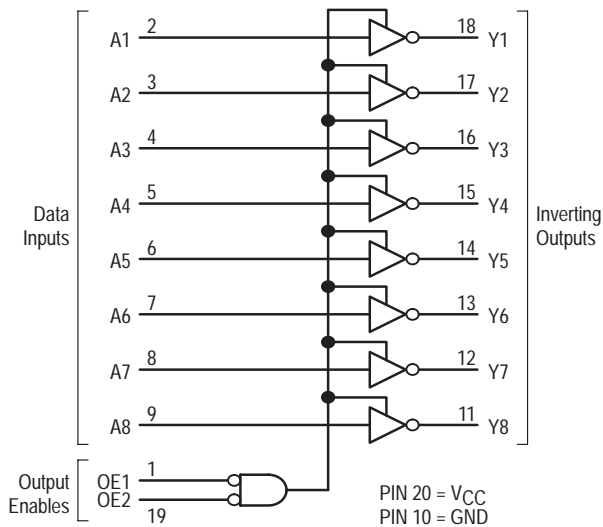 A1 2 18 Y1
A2 3 17 Y2
A3 4 16 Y3
A4 5 15 Y4
Data Inputs
Inverting Outputs
A5 6 14 Y5
A6 7 13 Y6
A7 8 12 Y7
A8 9 11 Y8
Output Enables
OE1 1
OE2 19
PIN 20 = VCC
PIN 10 = GND